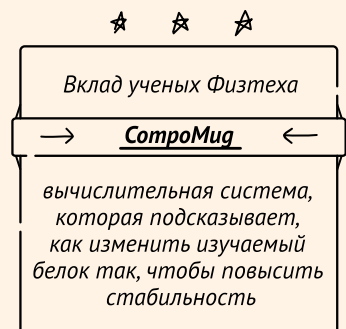 Вклад ученых Физтеха
CompoMug
вычислительная система,
которая подсказывает,
как изменить изучаемый
белок так, чтобы повысить
стабильность